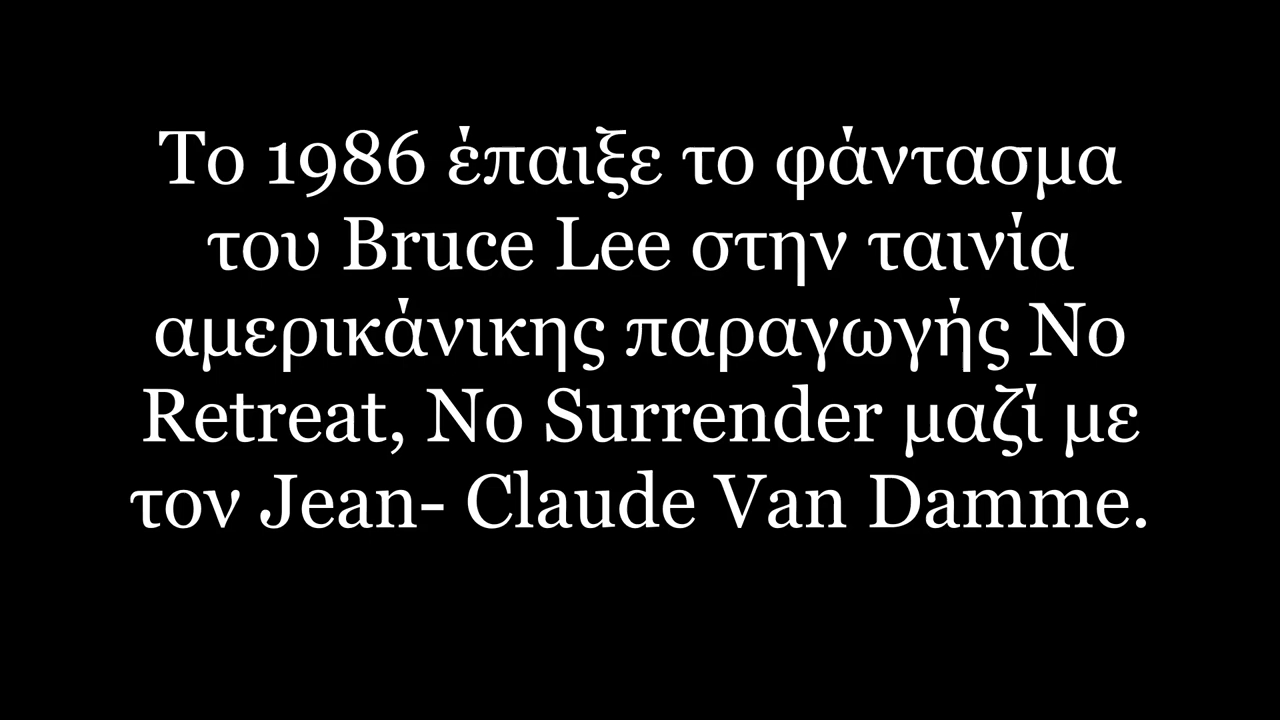 Το 1986 έπαιξε το φάντασμα
του Bruce Lee στην ταινία
αμερικάνικης παραγωγής No
Retreat, No Surrender μαζί με
τον Jean- Claude Van Damme.